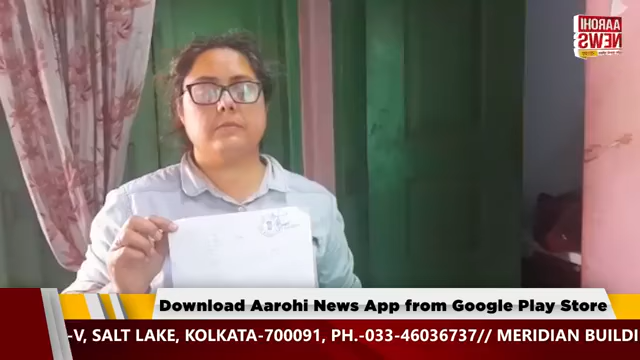 AAROHI
NEWS
Download Aarohi News App from Google Play Store
-V, SALT LAKE, KOLKATA-700091, PH.-033-46036737// MERIDIAN BUILDI